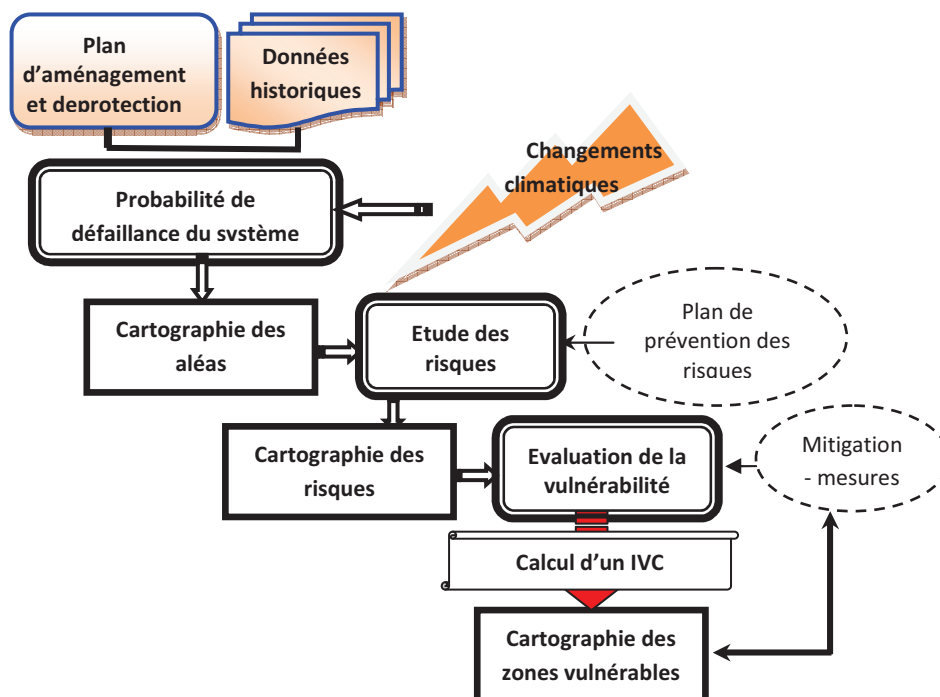 Plan
d’aménagement
et deprotection
Données
historiques
Changements
climatiques
Probabilité de
défaillance du système
Cartographie des
aléas
Etude des
risques
Plan de
prévention des
risques
Cartographie des
risques
Evaluation de la
vulnérabilité
Mitigation
- mesures
Calcul d’un IVC
Cartographie des
zones vulnérables